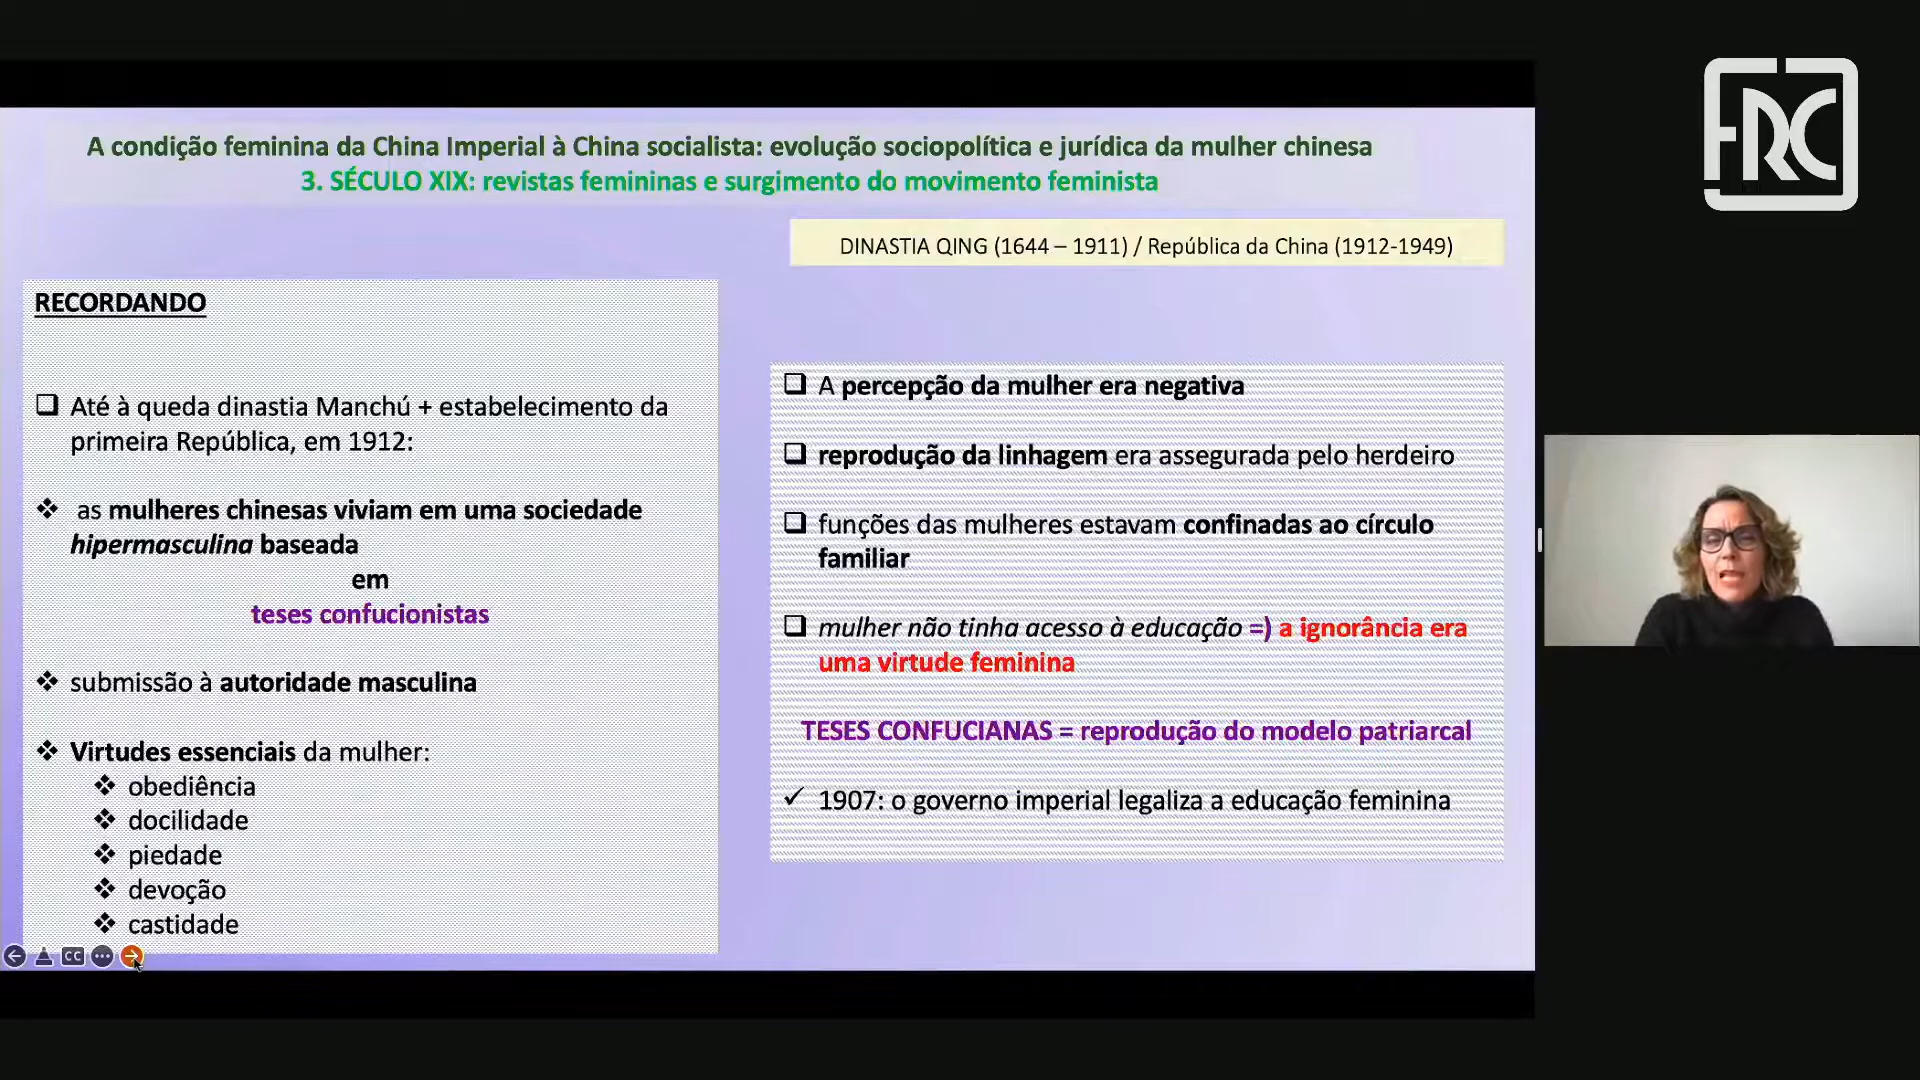 FRC
A condição feminina da China Imperial à China socialista: evolução sociopolítica e jurídica da mulher chinesa
3. SÉCULO XIX: revistas femininas e surgimento do movimento feminista
DINASTIA QING (1644 – 1911) / República da China (1912-1949)
RECORDANDO
Até à queda dinastia Manchú + estabelecimento da
primeira República, em 1912:
as mulheres chinesas viviam em uma sociedade
hipermasculina baseada
em
teses confucionistas
submissão à autoridade masculina
Virtudes essenciais da mulher:
obediência
docilidade
piedade
devoção
castidade
A percepção da mulher era negativa
reprodução da linhagem era assegurada pelo herdeiro
funções das mulheres estavam confinadas ao círculo
familiar
mulher não tinha acesso à educação =) a ignorância era
uma virtude feminina
TESES CONFUCIANAS = reprodução do modelo patriarcal
1907: o governo imperial legaliza a educação feminina
CC